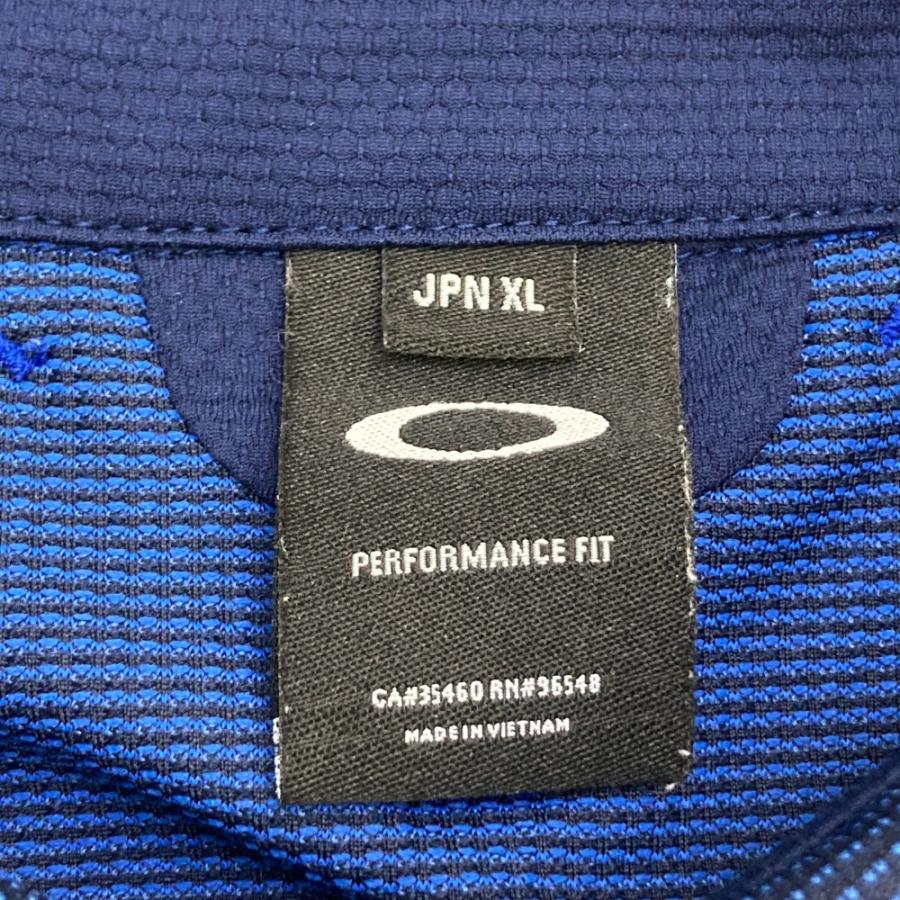 JPN XL
PERFORMANCE FIT
CA#35460 RN#96548
MADE IN VIETNAM